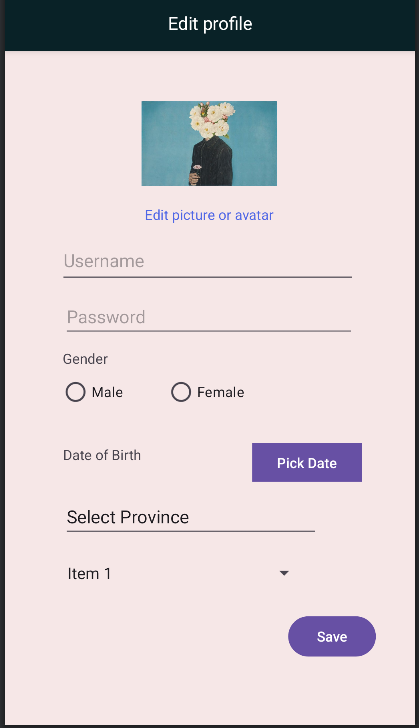 Edit profile
Edit picture or avatar
Username
Password
Gender
Male Female
Date of Birth Pick Date
Select Province
Item 1
Save